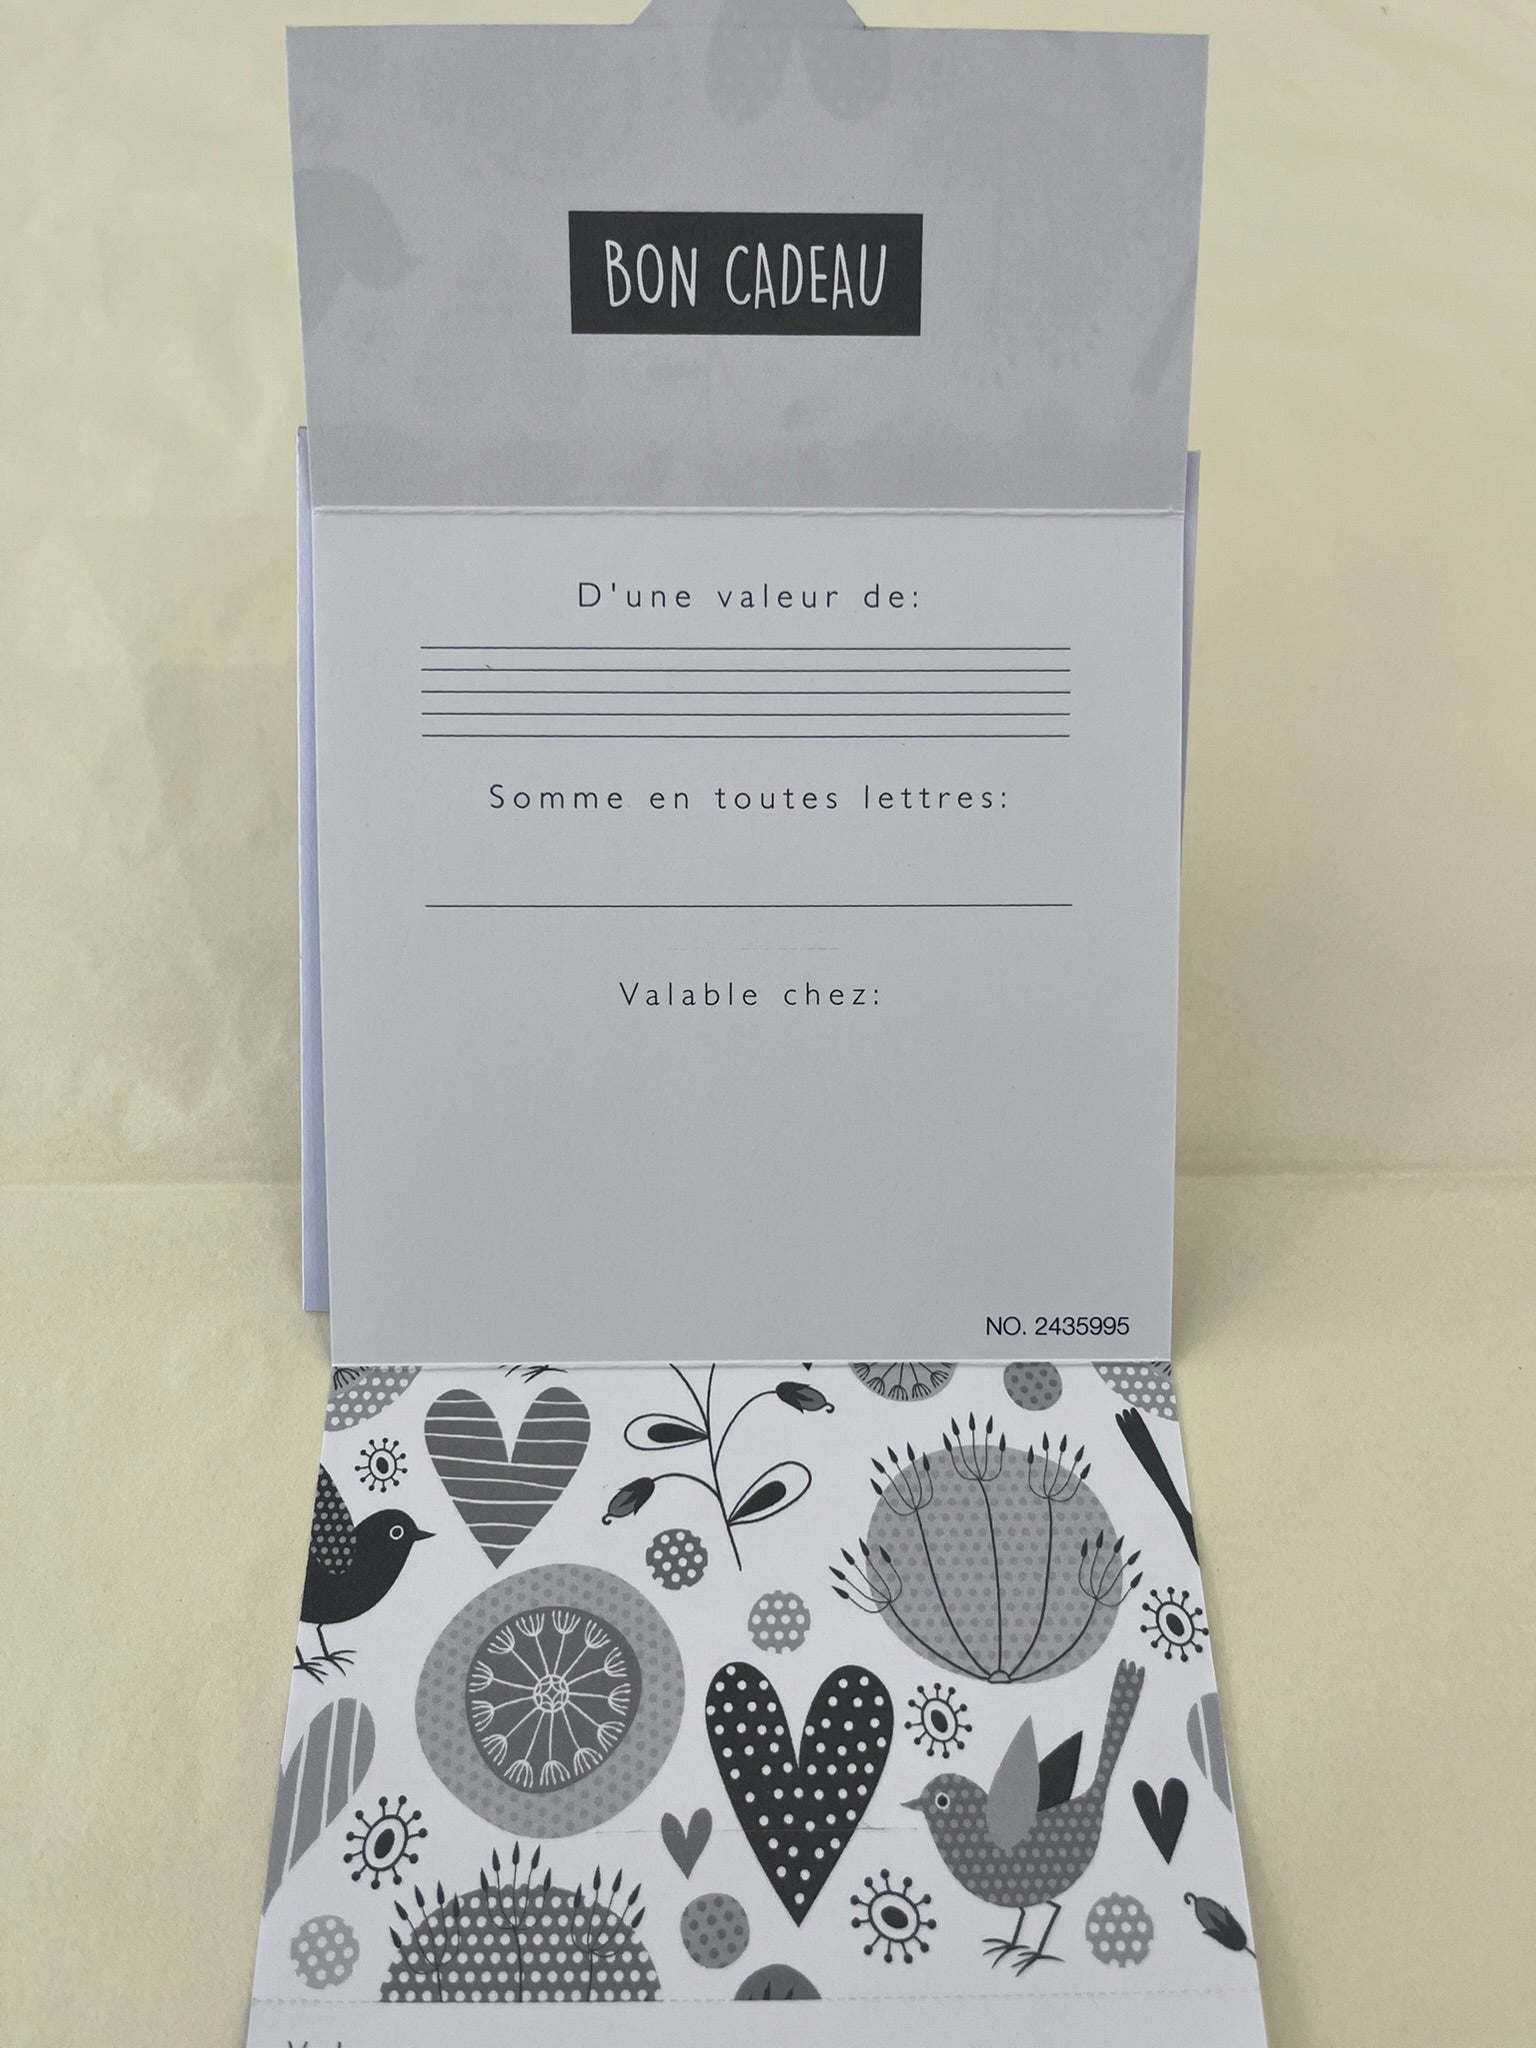 BON CADEAU
D'une valeur de:
Somme en toutes lettres:
Valable chez:
NO. 2435995